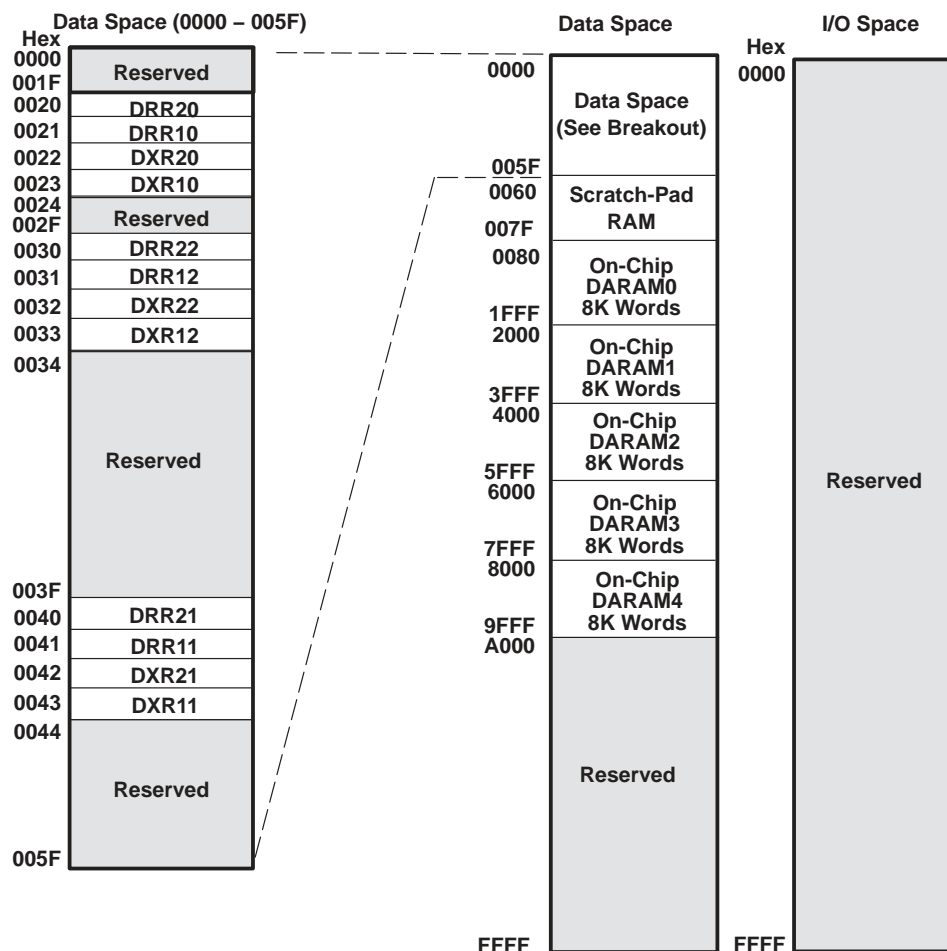 Data Space (0000 – 005F)
Hex
0000
Reserved
001F
0020
DRR20
0021
DRR10
0022
DXR20
0023
DXR10
0024
Reserved
002F
0030
DRR22
0031
DRR12
0032
DXR22
0033
DXR12
0034
Reserved
003F
0040
DRR21
0041
DRR11
0042
DXR21
0043
DXR11
0044
Reserved
005F
Data Space
0000
Data Space
(See Breakout)
005F
0060
Scratch-Pad
RAM
007F
0080
On-Chip
DARAM0
8K Words
1FFF
2000
On-Chip
DARAM1
8K Words
3FFF
4000
On-Chip
DARAM2
8K Words
5FFF
6000
On-Chip
DARAM3
8K Words
7FFF
8000
On-Chip
DARAM4
8K Words
9FFF
A000
Reserved
FFFF
I/O Space
Hex
0000
Reserved
FFFF